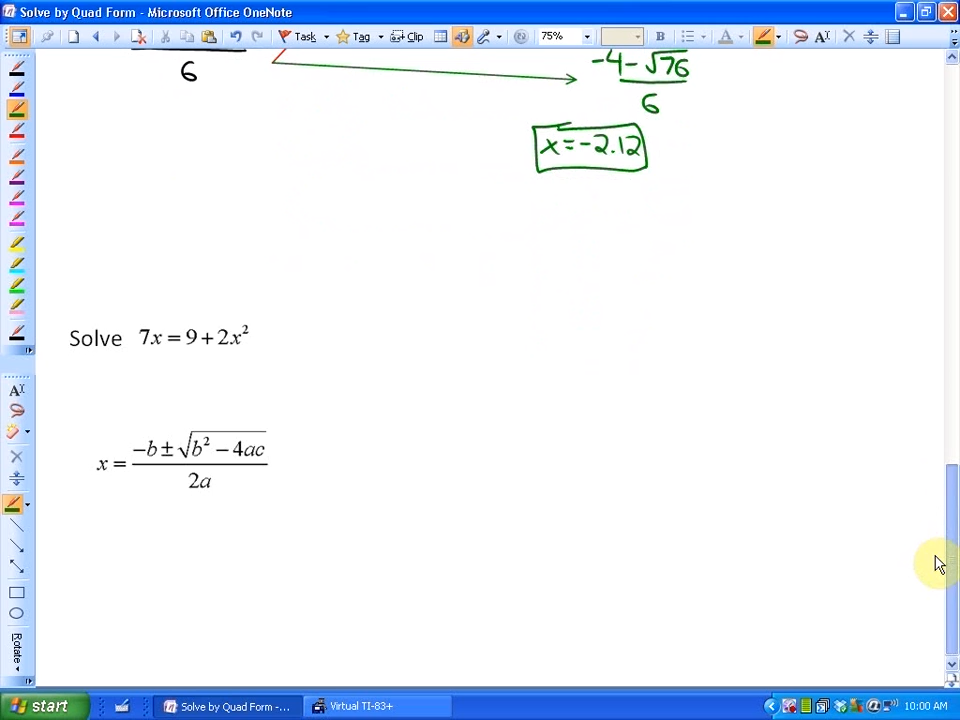 Solve by Quad Form - Microsoft Office OneNote
Task Tag Clip 75% B A
6
-4-√76
6
x=-2.12
Solve 7x = 9 + 2x²
x = (-b ± √(b² - 4ac)) / 2a
Rotate
start Solve by Quad Form -... Virtual TI-83+ 10:00 AM